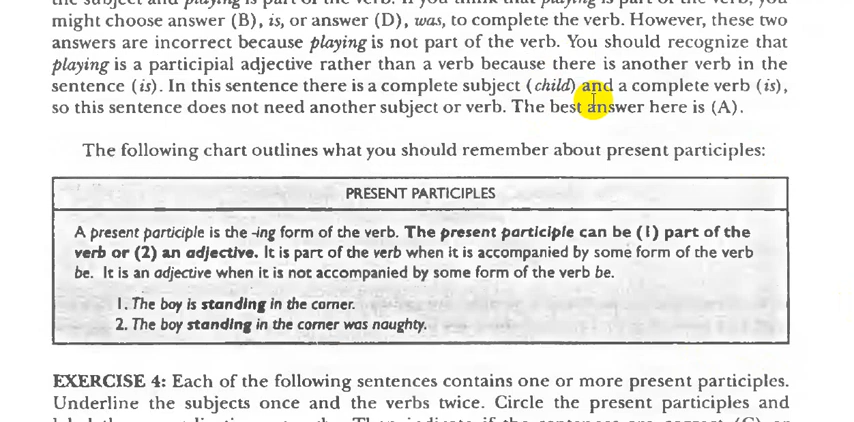 might choose answer (B), is, or answer (D), was, to complete the verb. However, these two
answers are incorrect because playing is not part of the verb. You should recognize that
playing is a participial adjective rather than a verb because there is another verb in the
sentence (is). In this sentence there is a complete subject (child) and a complete verb (is),
so this sentence does not need another subject or verb. The best answer here is (A).
The following chart outlines what you should remember about present participles:
PRESENT PARTICIPLES
A present participle is the -ing form of the verb. The present participle can be (1) part of the
verb or (2) an adjective. It is part of the verb when it is accompanied by some form of the verb
be. It is an adjective when it is not accompanied by some form of the verb be.
1. The boy is standing in the corner.
2. The boy standing in the corner was naughty.
EXERCISE 4: Each of the following sentences contains one or more present participles.
Underline the subjects once and the verbs twice. Circle the present participles and